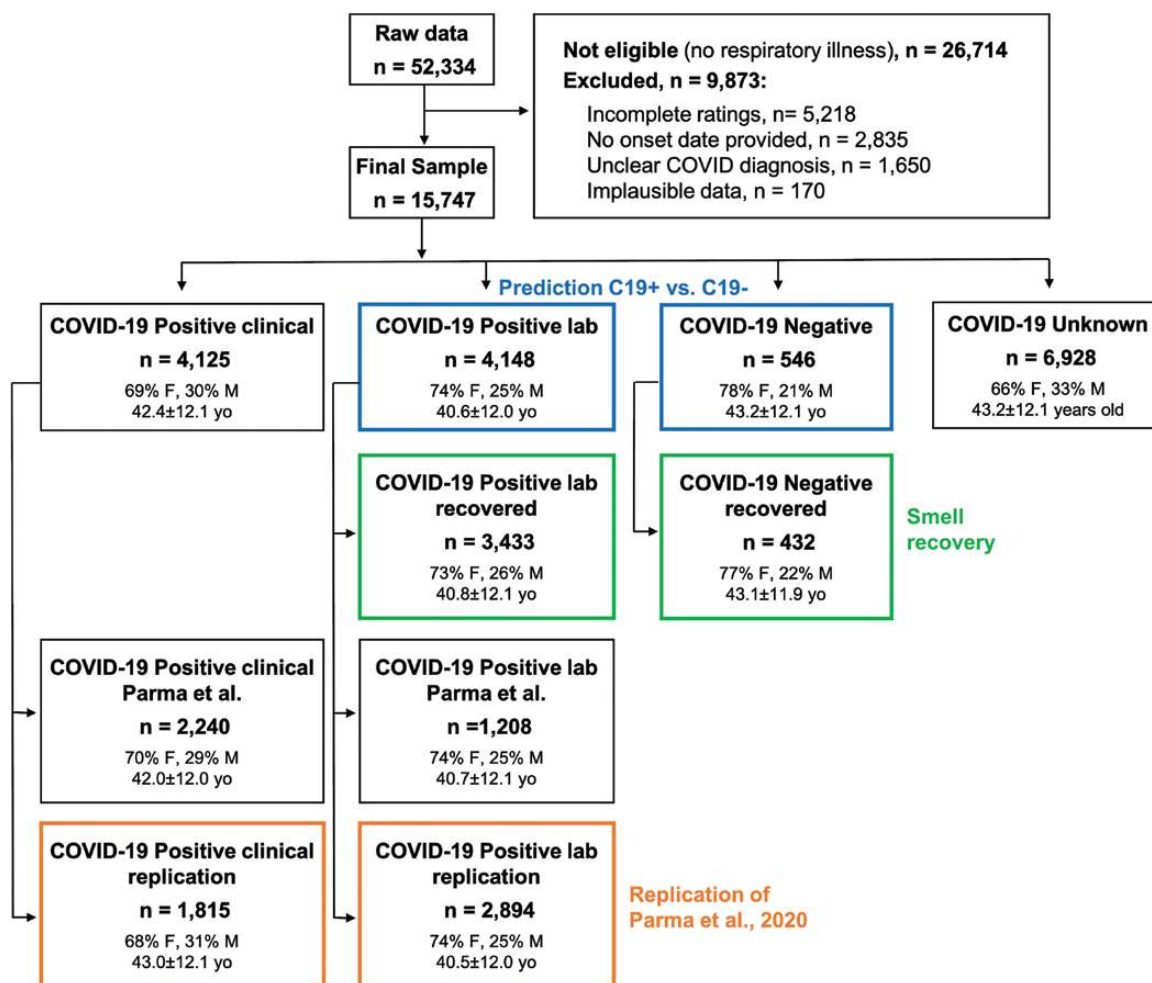 Raw data
n = 52,334
Not eligible (no respiratory illness), n = 26,714
Excluded, n = 9,873:
Incomplete ratings, n= 5,218
No onset date provided, n = 2,835
Unclear COVID diagnosis, n = 1,650
Implausible data, n = 170
Final Sample
n = 15,747
Prediction C19+ vs. C19-
COVID-19 Positive clinical
n = 4,125
69% F, 30% M
42.4±12.1 yo
COVID-19 Positive lab
n = 4,148
74% F, 25% M
40.6±12.0 yo
COVID-19 Negative
n = 546
78% F, 21% M
43.2±12.1 yo
COVID-19 Unknown
n = 6,928
66% F, 33% M
43.2±12.1 years old
COVID-19 Positive lab
recovered
n = 3,433
73% F, 26% M
40.8±12.1 yo
COVID-19 Negative
recovered
n = 432
77% F, 22% M
43.1±11.9 yo
Smell
recovery
COVID-19 Positive clinical
Parma et al.
n = 2,240
70% F, 29% M
42.0±12.0 yo
COVID-19 Positive lab
Parma et al.
n =1,208
74% F, 25% M
40.7±12.1 yo
COVID-19 Positive clinical
replication
n = 1,815
68% F, 31% M
43.0±12.1 yo
COVID-19 Positive lab
replication
n = 2,894
74% F, 25% M
40.5±12.0 yo
Replication of
Parma et al., 2020